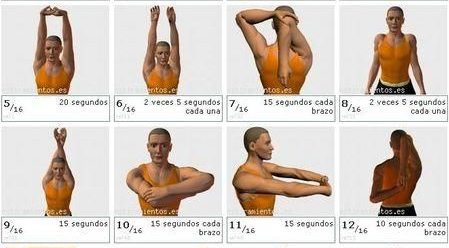 5/16 20 segundos
6/16 2 veces 5 segundos
cada una
7/16 15 segundos cada
brazo
8/16 2 veces 5 segundos
cada una
9/16 15 segundos
10/16 15 segundos cada
brazo
11/16 15 segundos
12/16 10 segundos cada
brazo